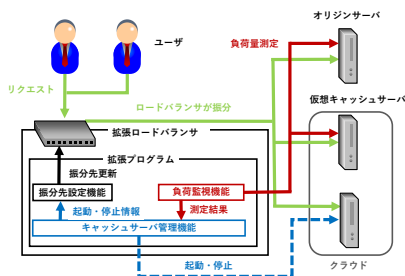 オリジンサーバ
ユーザ
負荷量測定
リクエスト
ロードバランサが振分
仮想キャッシュサーバ
拡張ロードバランサ
拡張プログラム
振分先更新
振分先設定機能
負荷監視機能
起動・停止情報
測定結果
キャッシュサーバ管理機能
起動・停止
クラウド